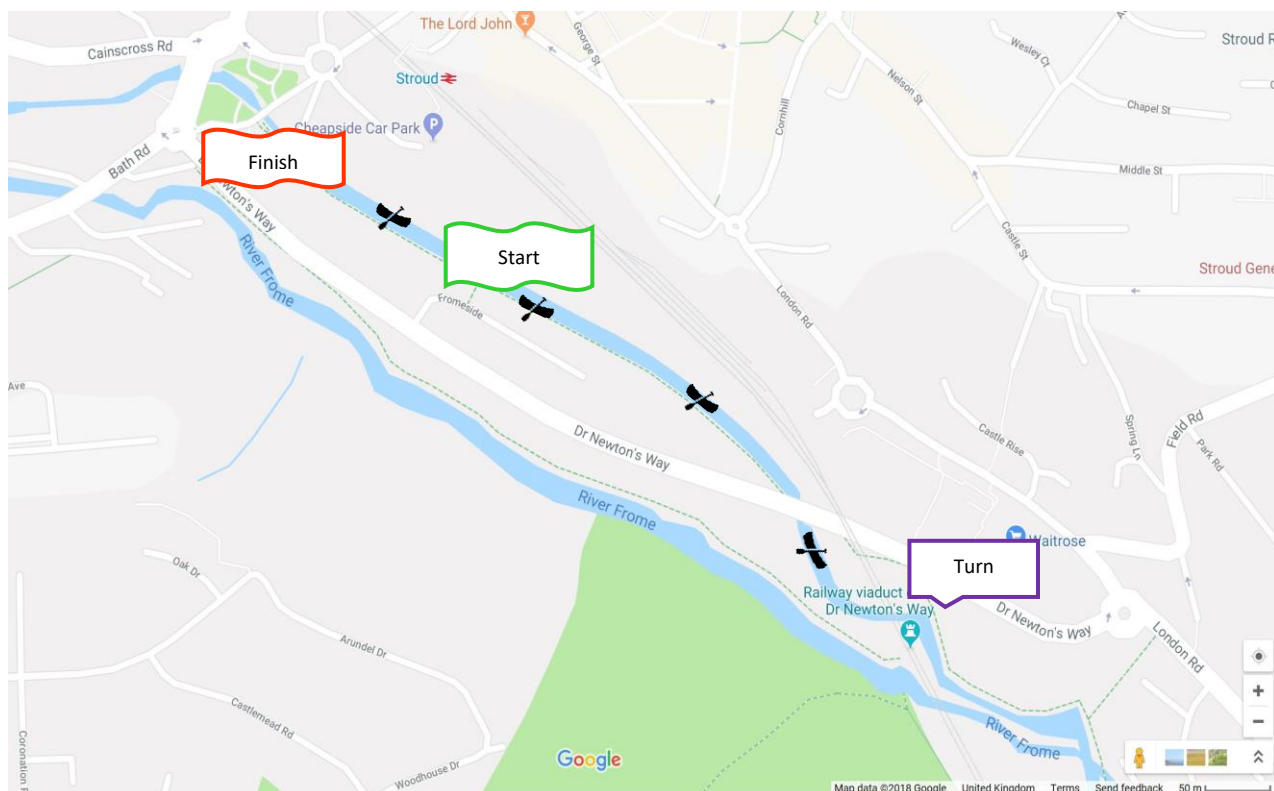 The Lord John
George St
Cainscross Rd
Wesley Ct
Stroud R
Stroud
Nelson St
Chapel St
Cheapside Car Park
P
Cornhill
Bath Rd
Finish
Middle St
Newton's Way
Castle St
Start
Stroud Gene
River Frome
Fromeside
London Rd
Ave
Field Rd
Castle Rise
Spring Ln
Park Rd
Dr Newton's Way
River Frome
Waitrose
Turn
Oak Dr
Railway viaduct
Dr Newton's Way
Dr Newton's Way
London Rd
Arundel Dr
Castlemead Rd
River Frome
Coronation R
Google
Woodhouse Dr
Map data ©2018 Google United Kingdom Terms Send feedback 50 m